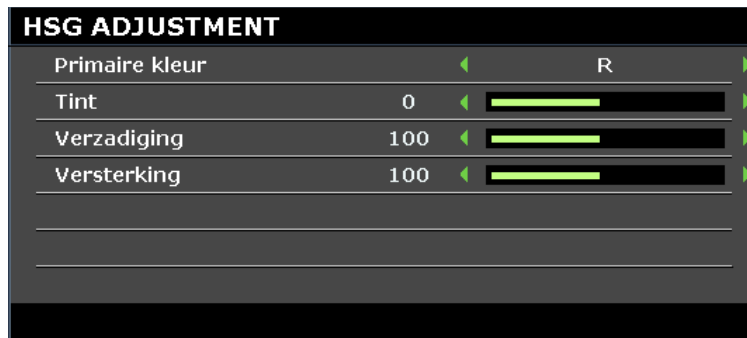 HSG ADJUSTMENT
Primaire kleur R
Tint 0
Verzadiging 100
Versterking 100